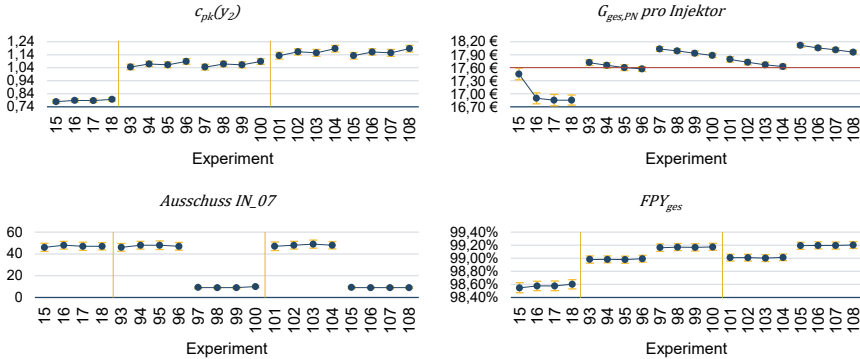 c_pk(y_2)
1,24
1,14
1,04
0,94
0,84
0,74
15 16 17 18 93 94 95 96 97 98 99 100 101 102 103 104 105 106 107 108
Experiment
G_ges,PN pro Injektor
18,20 €
17,90 €
17,60 €
17,30 €
17,00 €
16,70 €
15 16 17 18 93 94 95 96 97 98 99 100 101 102 103 104 105 106 107 108
Experiment
Ausschuss IN_07
60
40
20
0
15 16 17 18 93 94 95 96 97 98 99 100 101 102 103 104 105 106 107 108
Experiment
FPY_ges
99,40%
99,20%
99,00%
98,80%
98,60%
98,40%
15 16 17 18 93 94 95 96 97 98 99 100 101 102 103 104 105 106 107 108
Experiment